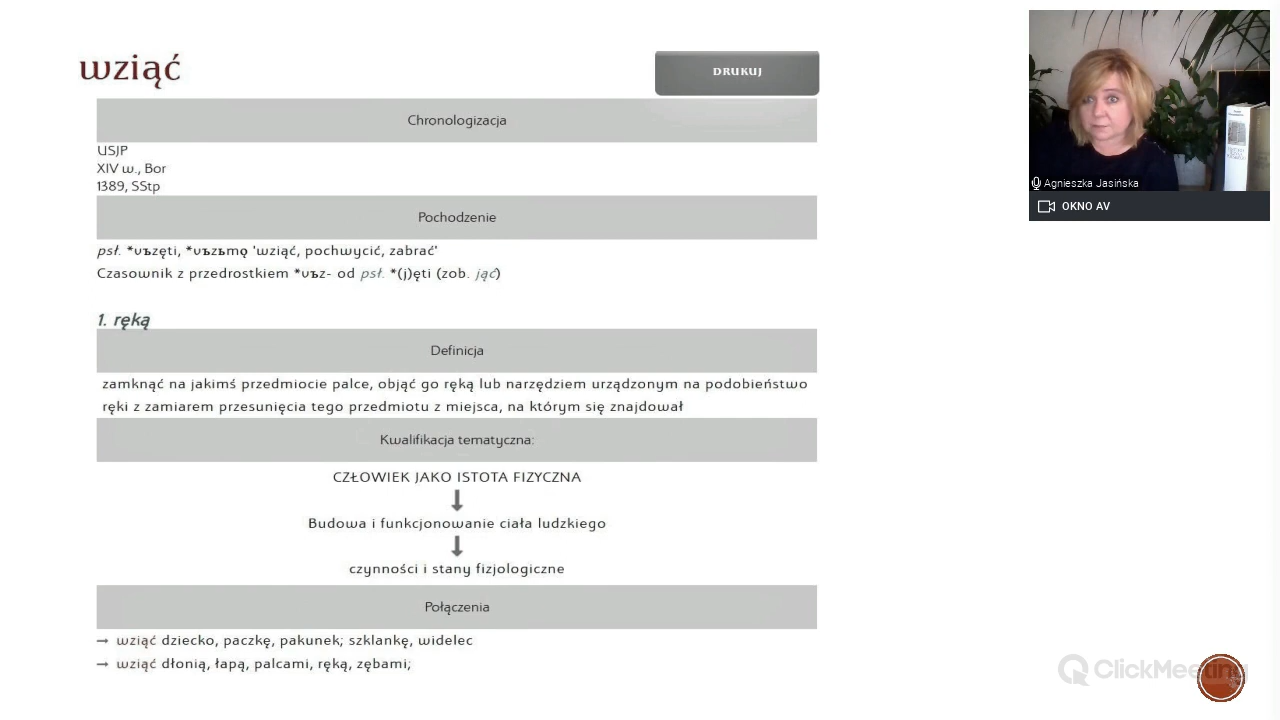 wziąć
DRUKUJ
Chronologizacja
USJP
XIV w., Bor
1389, SStp
Pochodzenie
psł. *vъzęti, *vъzьmǫ 'wziąć, pochwycić, zabrać'
Czasownik z przedrostkiem *vъz- od psł. *(j)ęti (zob. jąć)
1. ręką
Definicja
zamknąć na jakimś przedmiocie palce, objąć go ręką lub narzędziem urządzonym na podobieństwo
ręki z zamiarem przesunięcia tego przedmiotu z miejsca, na którym się znajdował
Kwalifikacja tematyczna:
CZŁOWIEK JAKO ISTOTA FIZYCZNA
Budowa i funkcjonowanie ciała ludzkiego
czynności i stany fizjologiczne
Połączenia
→ wziąć dziecko, paczkę, pakunek; szklankę, widelec
→ wziąć dłonią, łapą, palcami, ręką, zębami;
Agnieszka Jasińska
OKNO AV
ClickMeeting